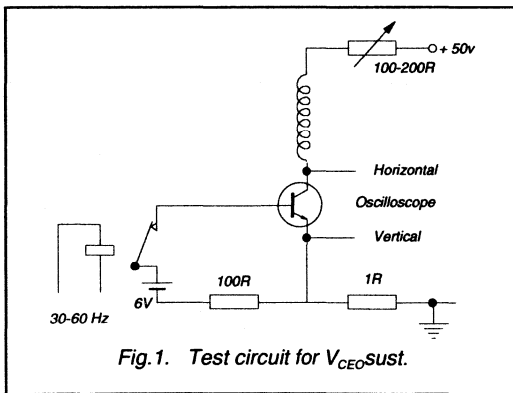 + 50v
100-200R
Horizontal
Oscilloscope
Vertical
100R
1R
6V
30-60 Hz
Fig.1. Test circuit for VCEOsust.